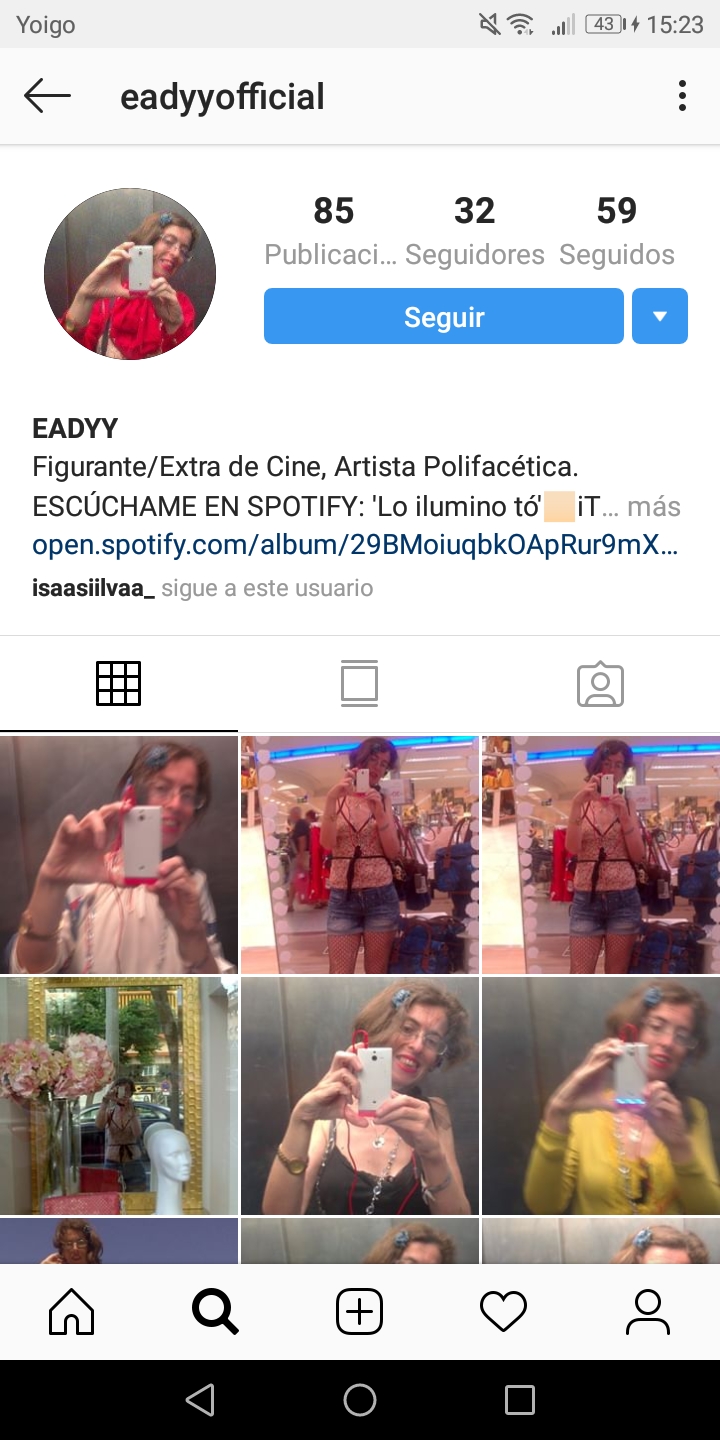 Yoigo 43 15:23
eadyyofficial
85 32 59
Publicaci... Seguidores Seguidos
Seguir
EADYY
Figurante/Extra de Cine, Artista Polifacética.
ESCÚCHAME EN SPOTIFY: 'Lo ilumino tó'🏻iT... más
open.spotify.com/album/29BMoiuqbkOApRur9mX...
isaasiilvaa_ sigue a este usuario